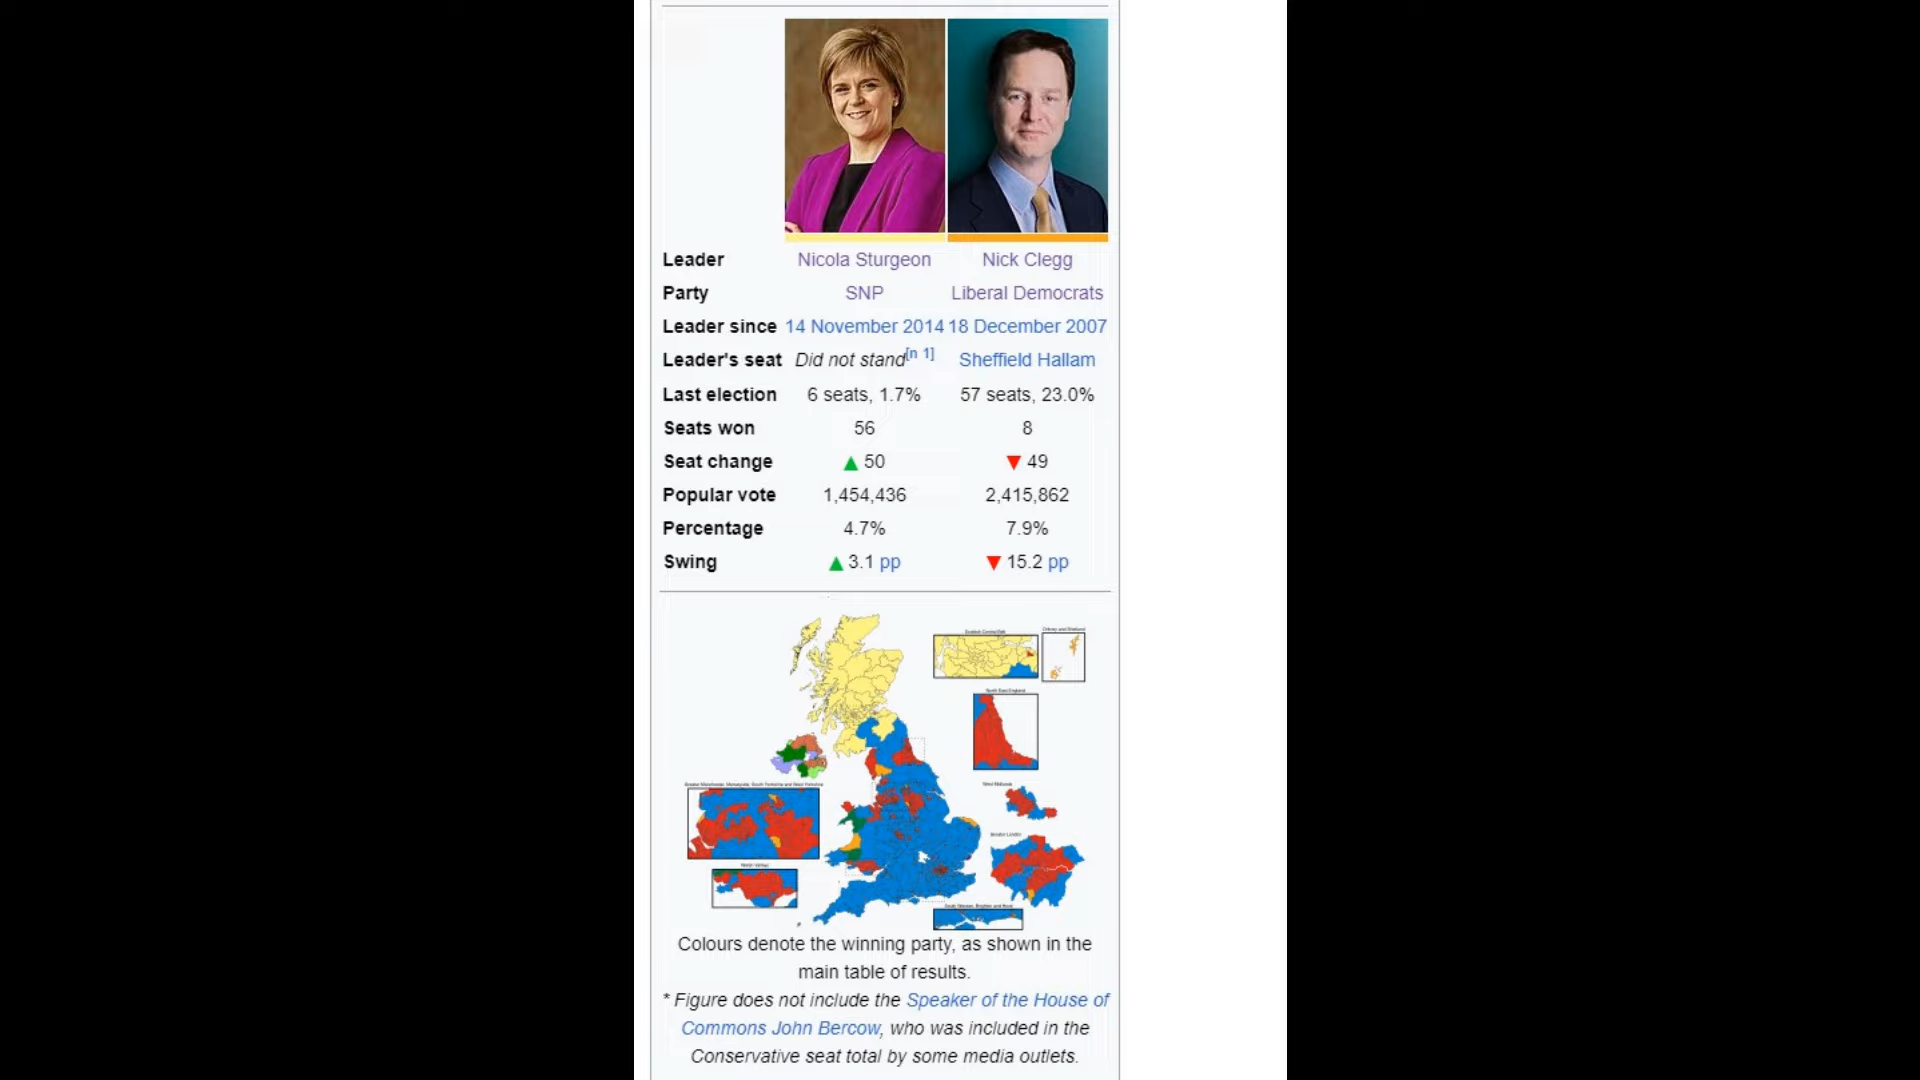 Leader Nicola Sturgeon Nick Clegg
Party SNP Liberal Democrats
Leader since 14 November 2014 18 December 2007
Leader's seat Did not stand[n 1] Sheffield Hallam
Last election 6 seats, 1.7% 57 seats, 23.0%
Seats won 56 8
Seat change ▲ 50 ▼ 49
Popular vote 1,454,436 2,415,862
Percentage 4.7% 7.9%
Swing ▲ 3.1 pp ▼ 15.2 pp
Greater London
Colours denote the winning party, as shown in the
main table of results.
* Figure does not include the Speaker of the House of
Commons John Bercow, who was included in the
Conservative seat total by some media outlets.